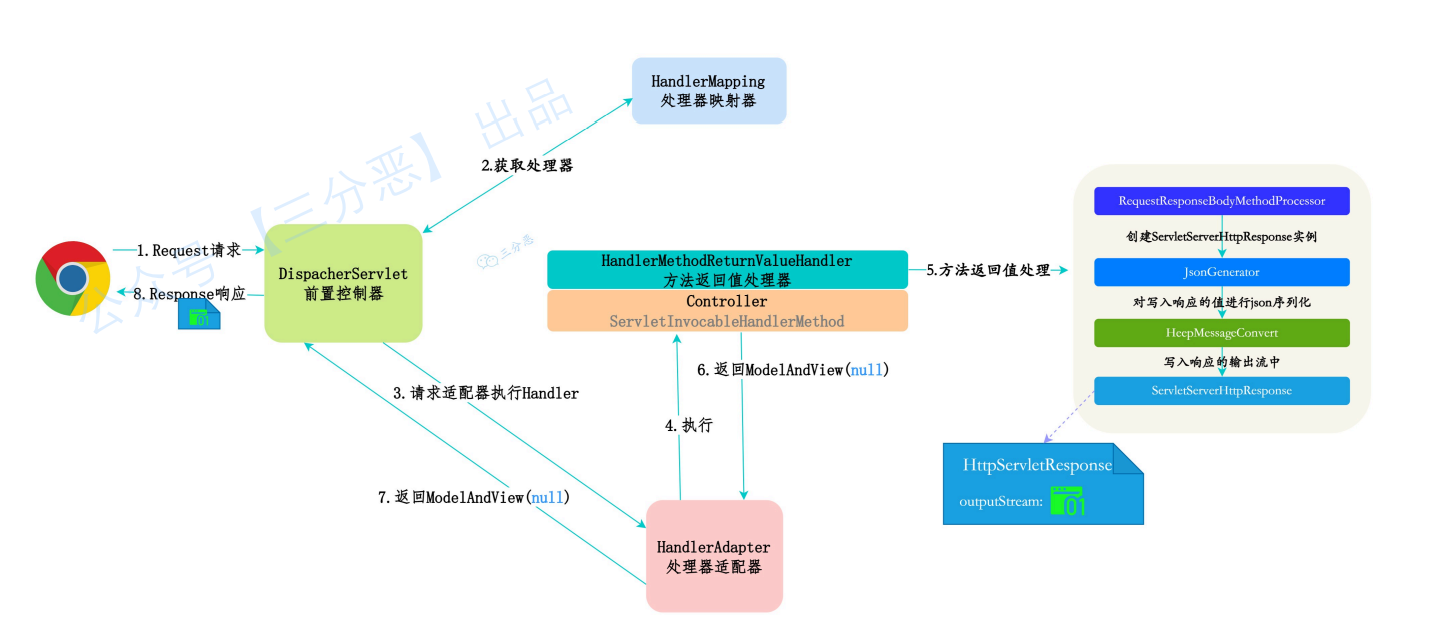 HandlerMapping
处理器映射器
公众号【三分恶】 出品
2.获取处理器
1.Request请求
8.Response响应
01
DispacherServlet
前置控制器
三分恶
HandlerMethodReturnValueHandler
方法返回值处理器
Controller
ServletInvocableHandlerMethod
5.方法返回值处理
RequestResponseBodyMethodProcessor
创建ServletServerHttpResponse实例
JsonGenerator
对写入响应的值进行json序列化
HeepMessageConvert
写入响应的输出流中
ServletServerHttpResponse
3.请求适配器执行Handler
6.返回ModelAndView(null)
4.执行
7.返回ModelAndView(null)
HttpServletResponse
outputStream:
01
HandlerAdapter
处理器适配器